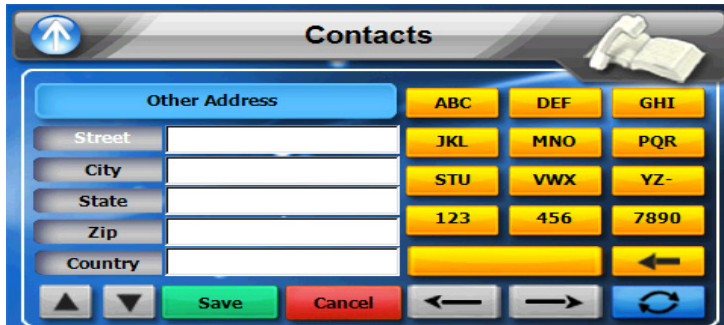 Contacts
Other Address
ABC DEF GHI
Street
JKL MNO PQR
City
STU VWX YZ-
State
123 456 7890
Zip
Country
Save Cancel